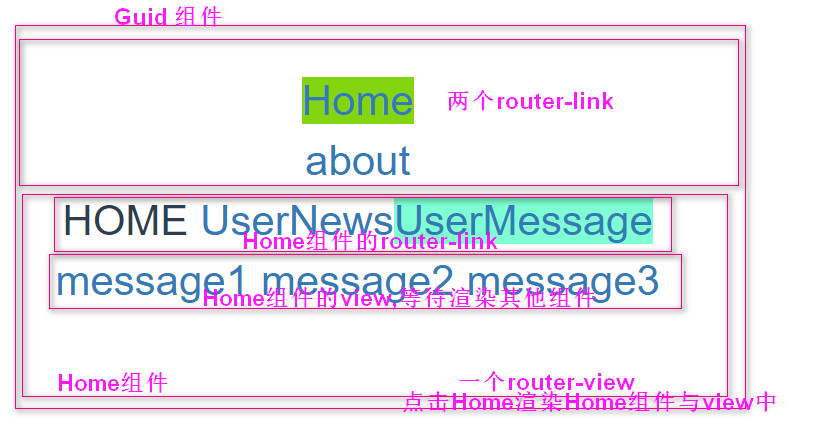 Guid 组件
Home 两个router-link
about
HOME UserNewsUserMessage
Home组件的router-link
message1 message2 message3
Home组件的view,等待渲染其他组件
Home组件 一个router-view
点击Home渲染Home组件与view中